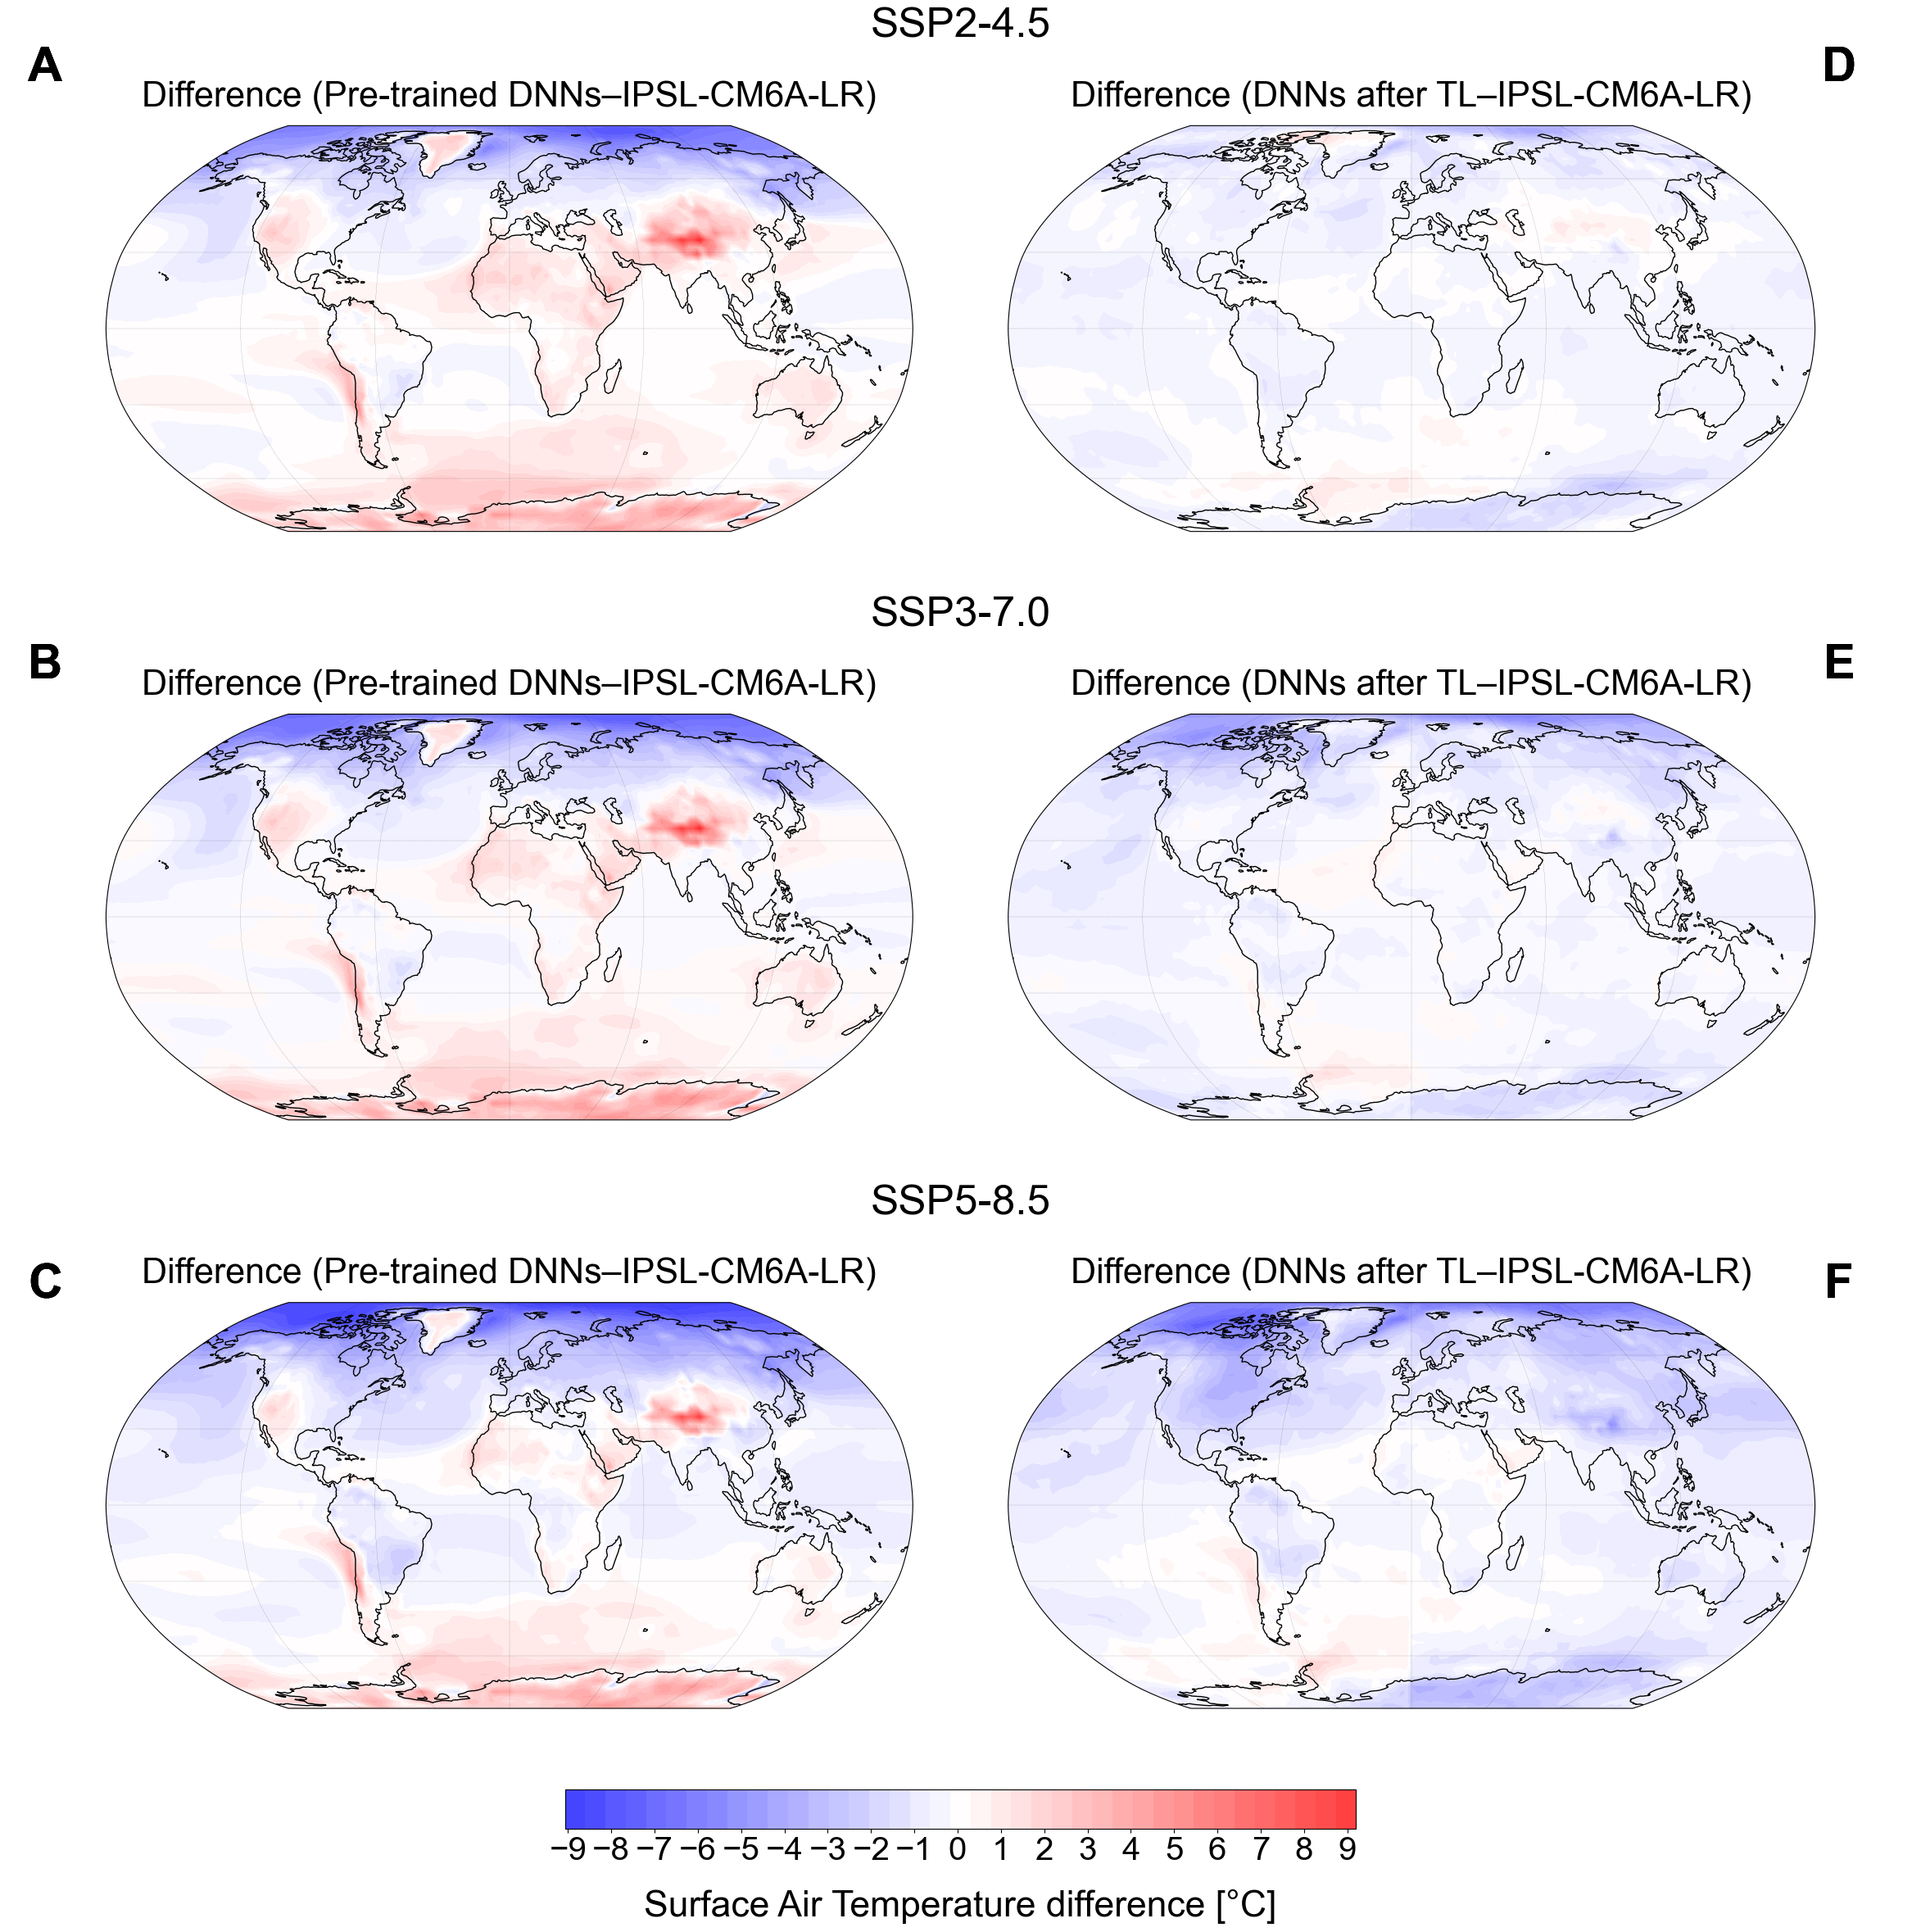 SSP2-4.5
A
D
Difference (Pre-trained DNNs–IPSL-CM6A-LR)
Difference (DNNs after TL–IPSL-CM6A-LR)
SSP3-7.0
B
E
Difference (Pre-trained DNNs–IPSL-CM6A-LR)
Difference (DNNs after TL–IPSL-CM6A-LR)
SSP5-8.5
C
F
Difference (Pre-trained DNNs–IPSL-CM6A-LR)
Difference (DNNs after TL–IPSL-CM6A-LR)
−9 −8 −7 −6 −5 −4 −3 −2 −1 0 1 2 3 4 5 6 7 8 9
Surface Air Temperature difference [°C]